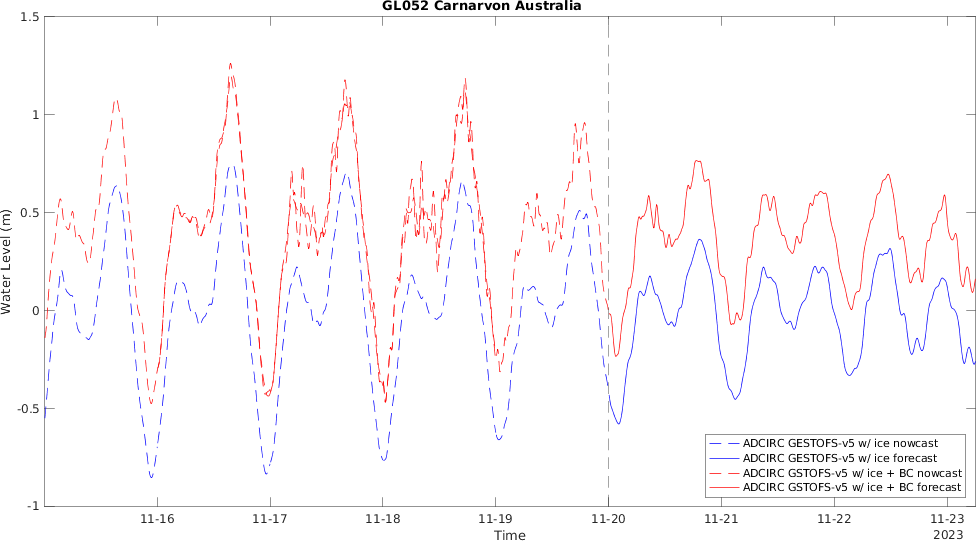 GL052 Carnarvon Australia
1.5
1
0.5
0
-0.5
-1
Water Level (m)
11-16 11-17 11-18 11-19 11-20 11-21 11-22 11-23
Time
2023
ADCIRC GESTOFS-v5 w/ ice nowcast
ADCIRC GESTOFS-v5 w/ ice forecast
ADCIRC GSTOFS-v5 w/ ice + BC nowcast
ADCIRC GSTOFS-v5 w/ ice + BC forecast